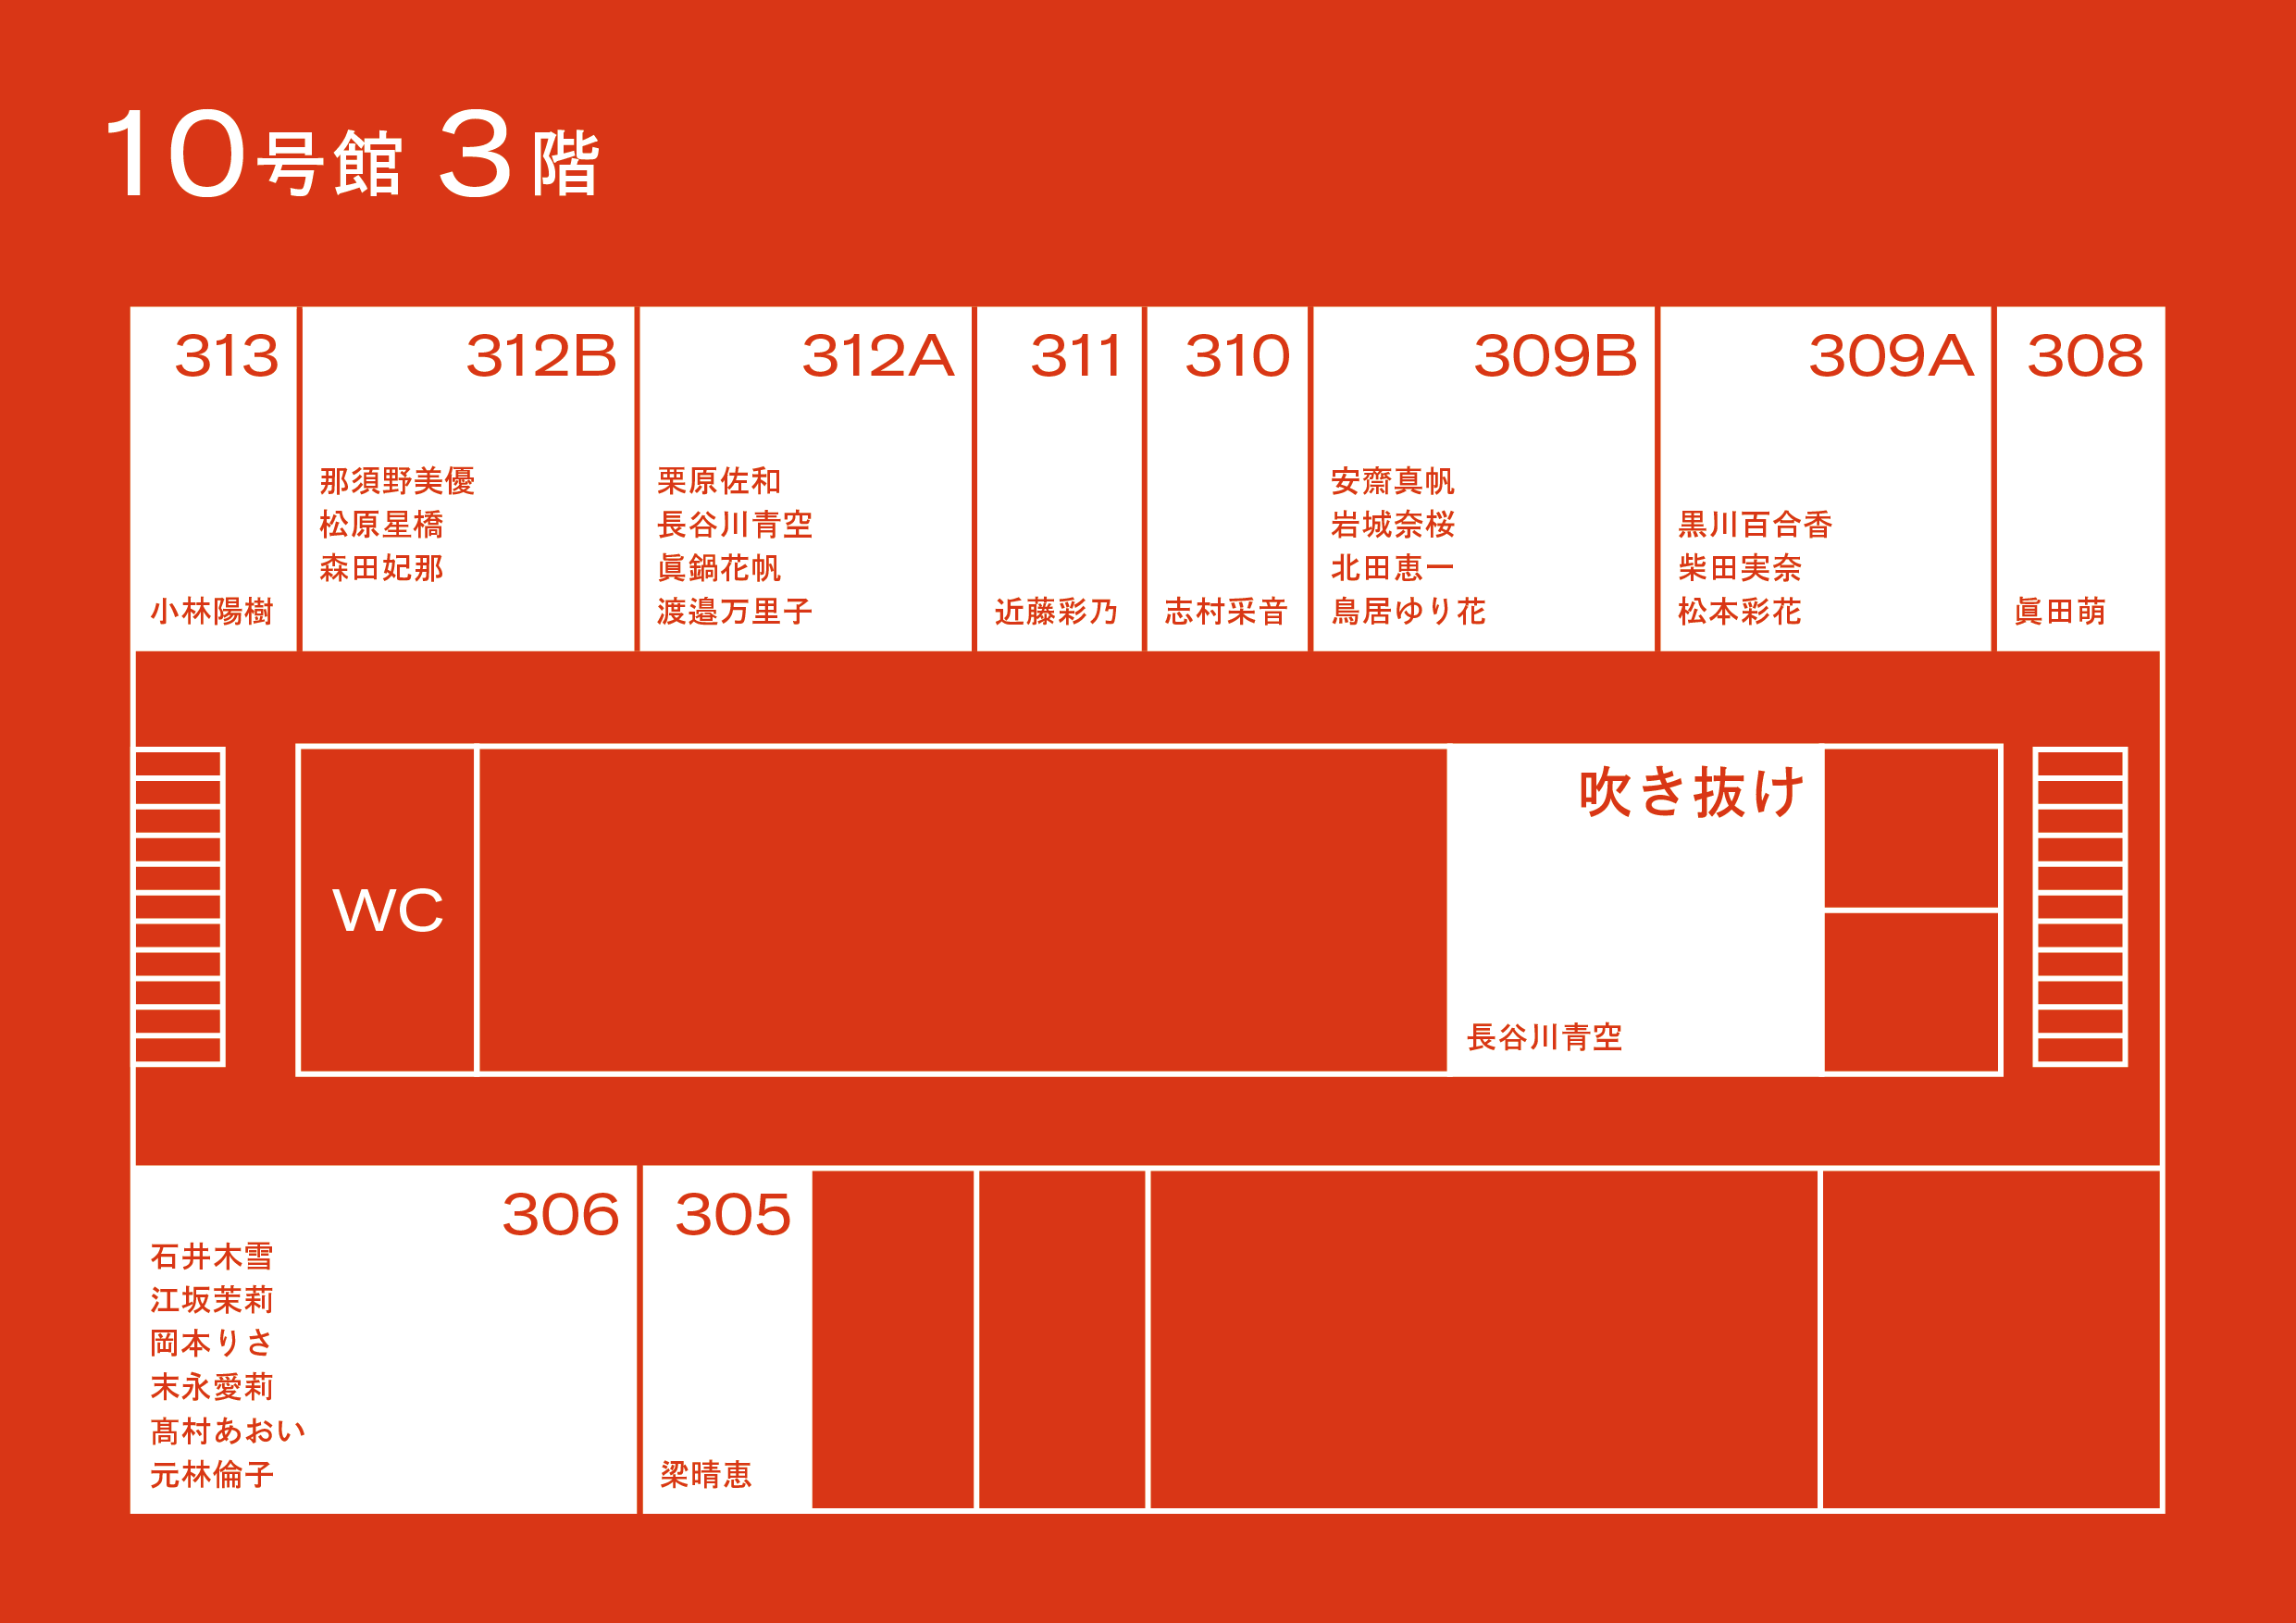 10号館 3階
313
小林陽樹
312B
那須野美優
松原星橋
森田妃那
312A
栗原佐和
長谷川青空
眞鍋花帆
渡邉万里子
311
近藤彩乃
310
志村采音
309B
安齋真帆
岩城奈桜
北田恵一
鳥居ゆり花
309A
黒川百合香
柴田実奈
松本彩花
308
眞田萌
WC
吹き抜け
長谷川青空
306
石井木雪
江坂茉莉
岡本りさ
末永愛莉
髙村あおい
元林倫子
305
梁晴恵